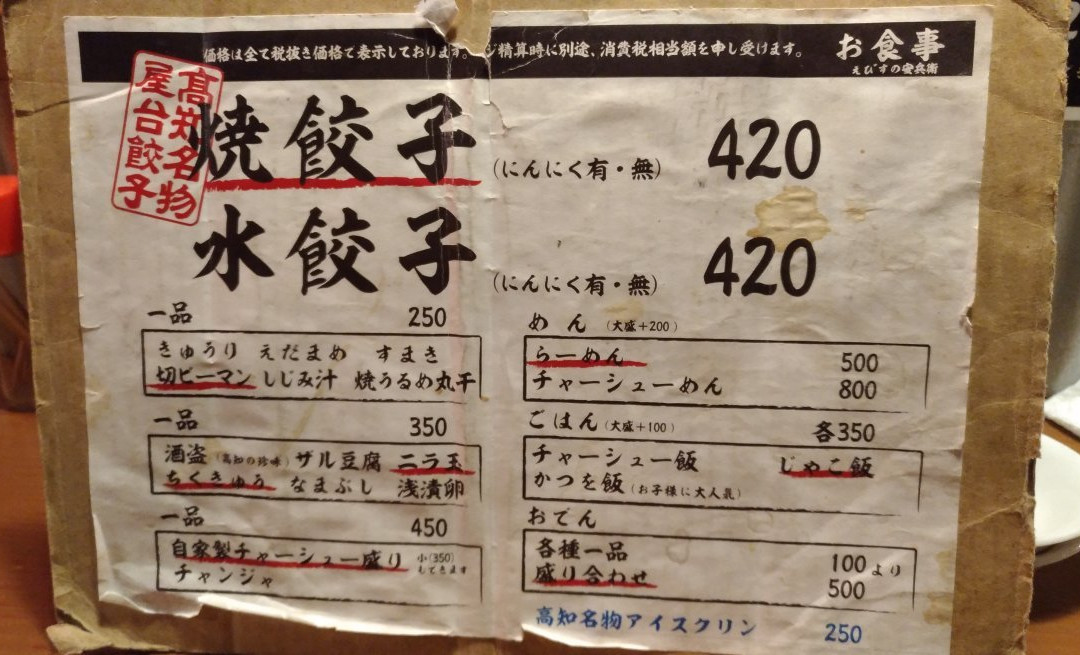 価格は全て税抜き価格で表示しております。 ジ精算時に別途、消費税相当額を申し受けます。
お食事
えびすの安兵衛
高知名物
屋台餃子
焼餃子 (にんにく有・無) 420
水餃子 (にんにく有・無) 420
一品 250
きゅうり えだまめ すまき
切ピーマン しじみ汁 焼うるめ丸干
一品 350
酒盗 (高知の珍味) ザル豆腐 ニラ玉
ちくきゅう なまぶし 浅漬卵
一品 450
自家製チャーシュー盛り 小(350)もできます
チャンジャ
めん (大盛+200)
らーめん 500
チャーシューめん 800
ごはん (大盛+100) 各350
チャーシュー飯 じゃこ飯
かつを飯 (お子様に大人気)
おでん
各種一品 100より
盛り合わせ 500
高知名物アイスクリン 250